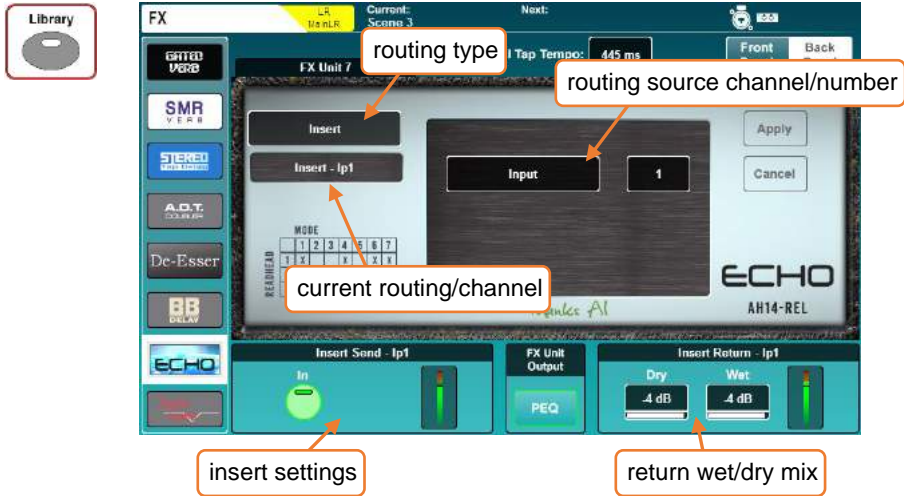 Library
FX
LR
MainLR
Current:
Scene 3
Next:
GATED
VERB
FX Unit 7
routing type
Tap Tempo:
445 ms
Front
Back
routing source channel/number
SMR
VERB
Insert
Apply
STEREO
Insert - Ip1
Input
1
Cancel
A.D.T.
DOUBLER
MODE
1 2 3 4 5 6 7
READHEAD
1 X X X X
De-Esser
current routing/channel
ECHO
AH14-REL
Thanks Al
BB
DELAY
ECHO
Insert Send - Ip1
In
FX Unit
Output
PEQ
Insert Return - Ip1
Dry
Wet
-4 dB
-4 dB
insert settings
return wet/dry mix